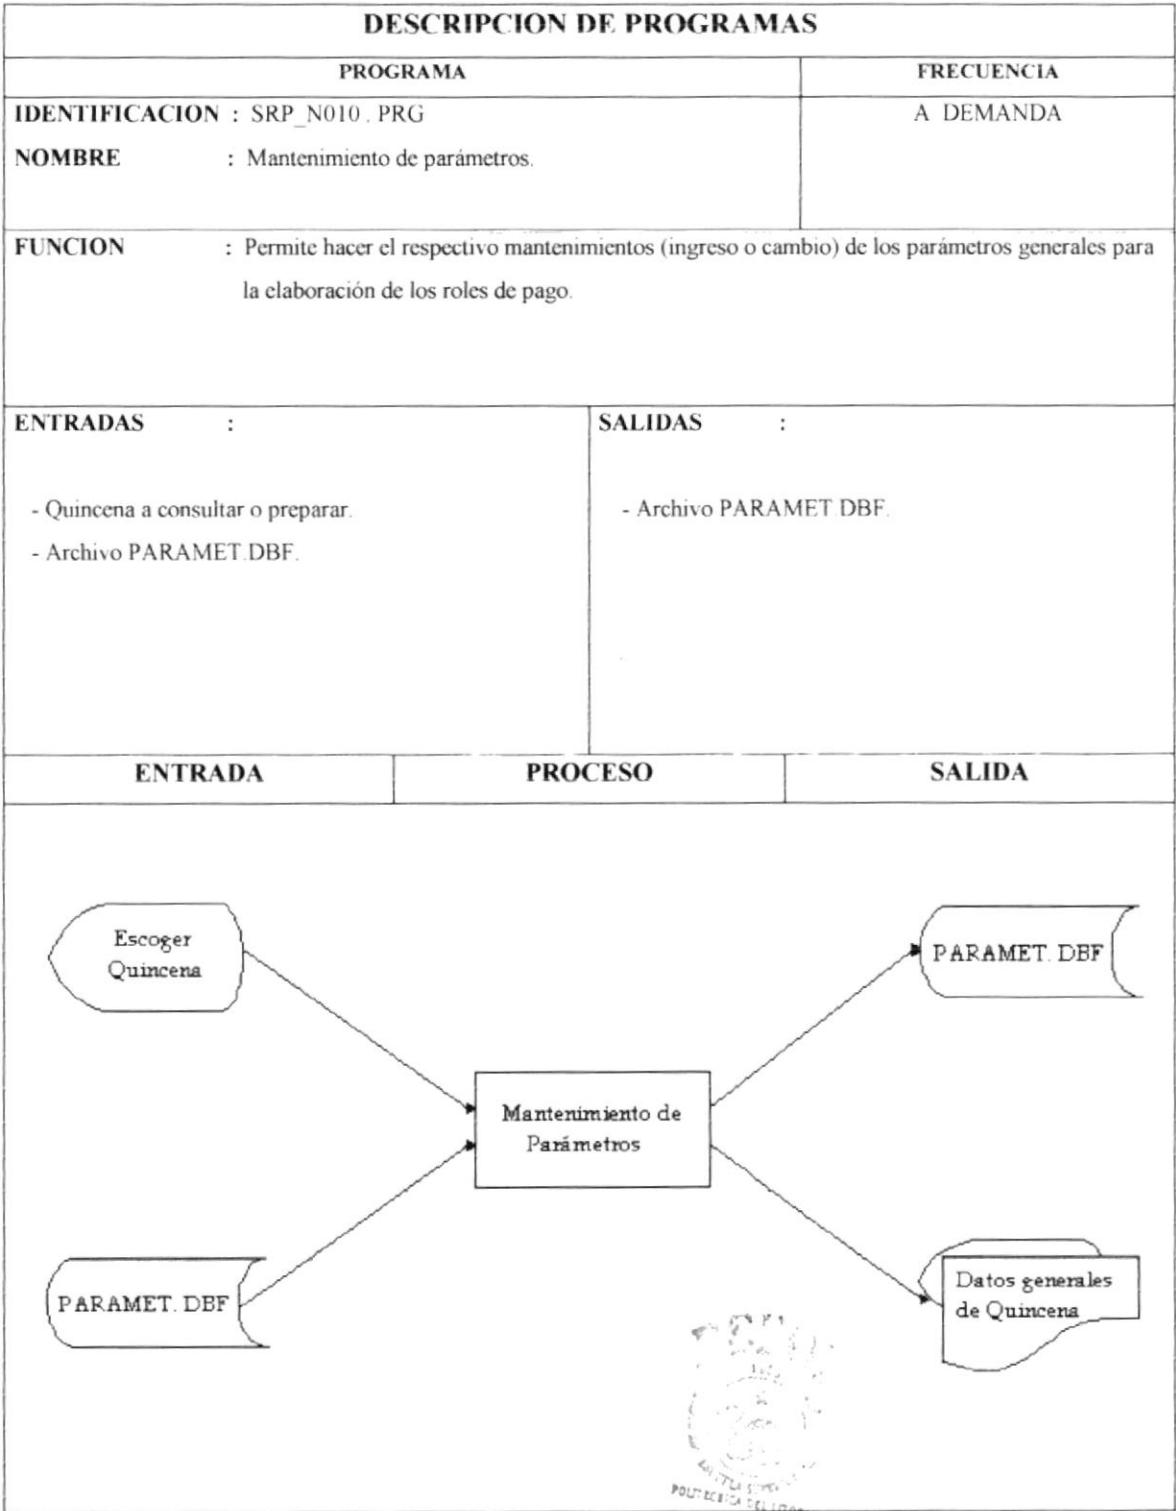 DESCRIPCION DE PROGRAMAS
PROGRAMA
FRECUENCIA
IDENTIFICACION : SRP_N010 . PRG
A DEMANDA
NOMBRE : Mantenimiento de parámetros.
FUNCION : Permite hacer el respectivo mantenimientos (ingreso o cambio) de los parámetros generales para
la elaboración de los roles de pago.
ENTRADAS :
SALIDAS :
- Quincena a consultar o preparar.
- Archivo PARAMET.DBF.
- Archivo PARAMET.DBF.
ENTRADA
PROCESO
SALIDA
Escoger
Quincena
PARAMET. DBF
Mantenimiento de
Parámetros
PARAMET. DBF
Datos generales
de Quincena